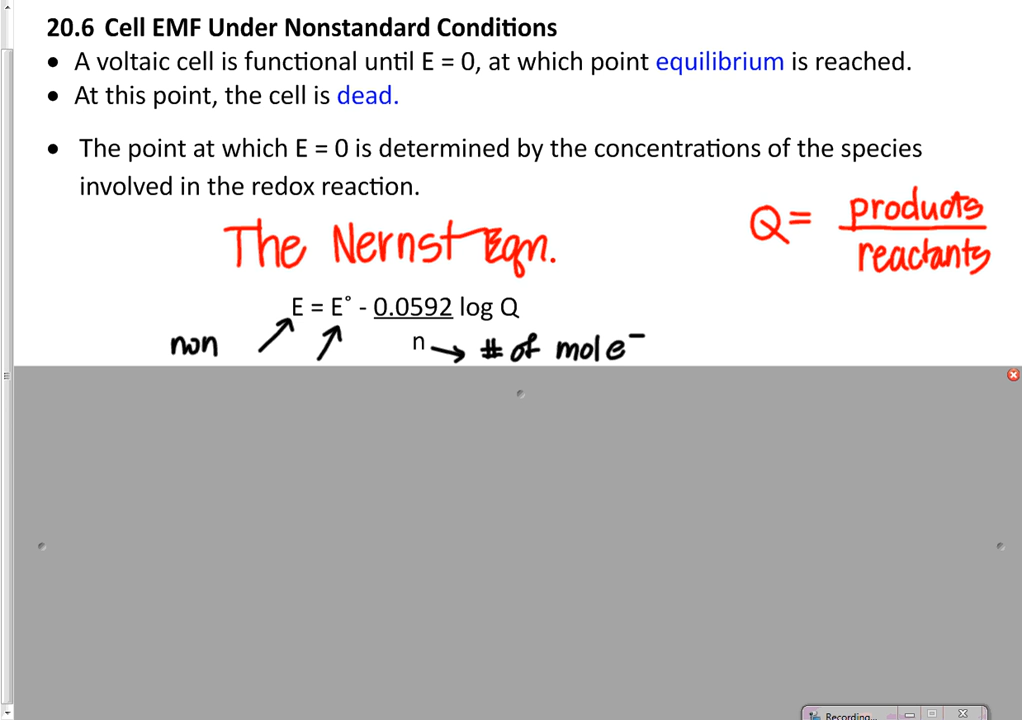 20.6 Cell EMF Under Nonstandard Conditions
• A voltaic cell is functional until E = 0, at which point equilibrium is reached.
• At this point, the cell is dead.
• The point at which E = 0 is determined by the concentrations of the species
involved in the redox reaction.
The Nernst Eqn.
Q = products
reactants
E = E° - 0.0592 log Q
non
n → # of mol e⁻
Recording...